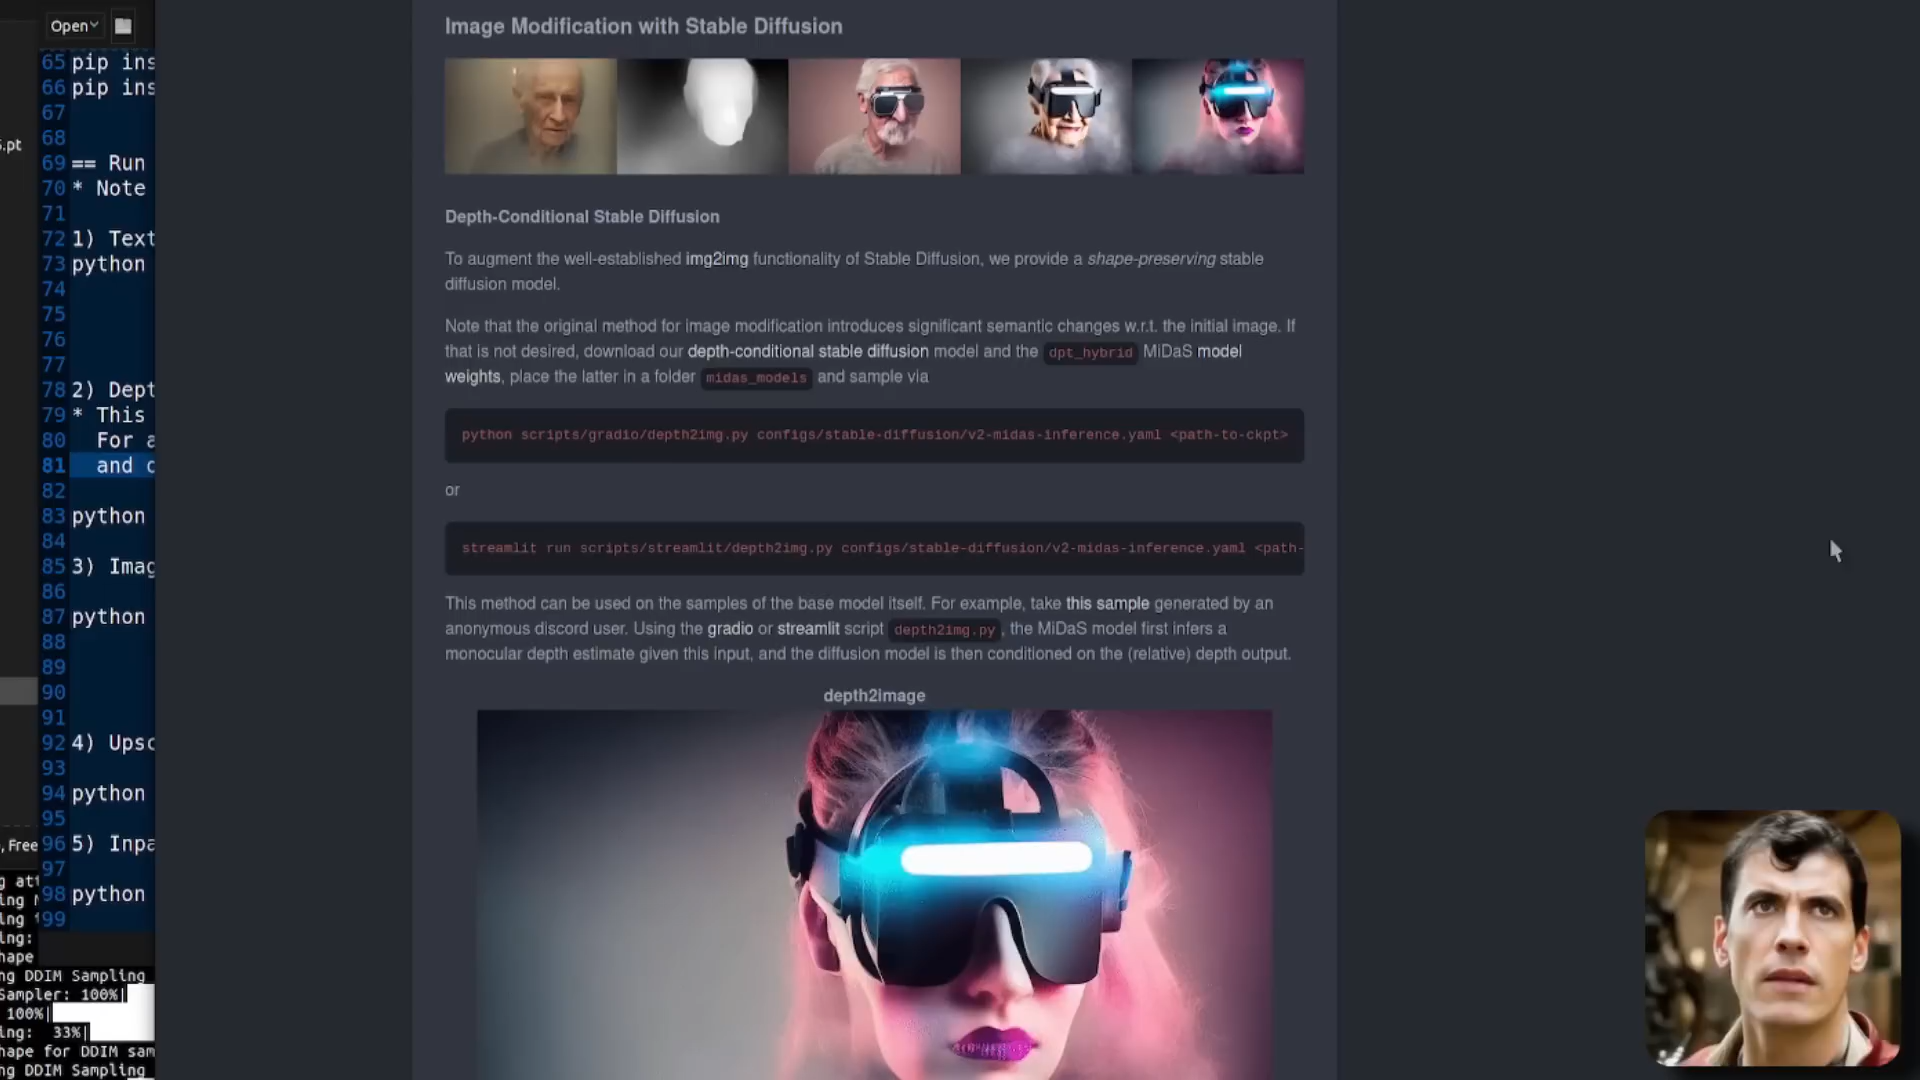 Open
65 pip ins
66 pip ins
67
68
69 == Run
70 * Note
71
72 1) Text
73 python
74
75
76
77
78 2) Dept
79 * This
80 For a
81 and c
82
83 python
84
85 3) Imag
86
87 python
88
89
90
91
92 4) Upsc
93
94 python
95
96 5) Inpa
97
98 python
99
.pt
, Free
g att
ing:
hape
ng DDIM Sampling
Sampler: 100%|
100%|
ing: 33%|
hape for DDIM sam
ng DDIM Sampling
Image Modification with Stable Diffusion
Depth-Conditional Stable Diffusion
To augment the well-established img2img functionality of Stable Diffusion, we provide a shape-preserving stable
diffusion model.
Note that the original method for image modification introduces significant semantic changes w.r.t. the initial image. If
that is not desired, download our depth-conditional stable diffusion model and the dpt_hybrid MiDaS model
weights, place the latter in a folder midas_models and sample via
python scripts/gradio/depth2img.py configs/stable-diffusion/v2-midas-inference.yaml <path-to-ckpt>
or
streamlit run scripts/streamlit/depth2img.py configs/stable-diffusion/v2-midas-inference.yaml <path-
This method can be used on the samples of the base model itself. For example, take this sample generated by an
anonymous discord user. Using the gradio or streamlit script depth2img.py, the MiDaS model first infers a
monocular depth estimate given this input, and the diffusion model is then conditioned on the (relative) depth output.
depth2image